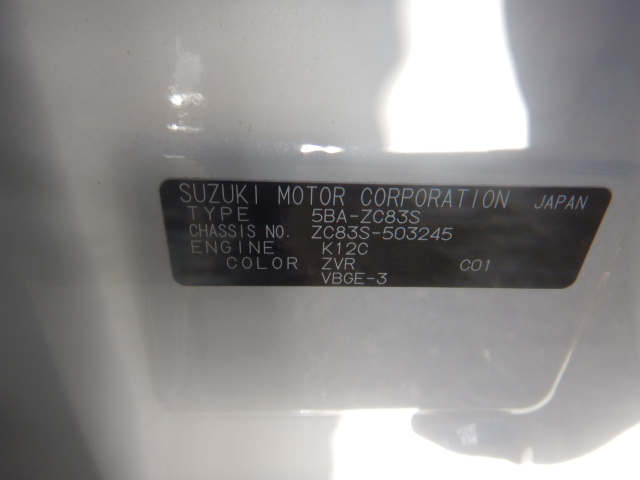 SUZUKI MOTOR CORPORATION JAPAN
TYPE 5BA-ZC83S
CHASSIS NO. ZC83S-503245
ENGINE K12C
COLOR ZVR C01
VBGE-3